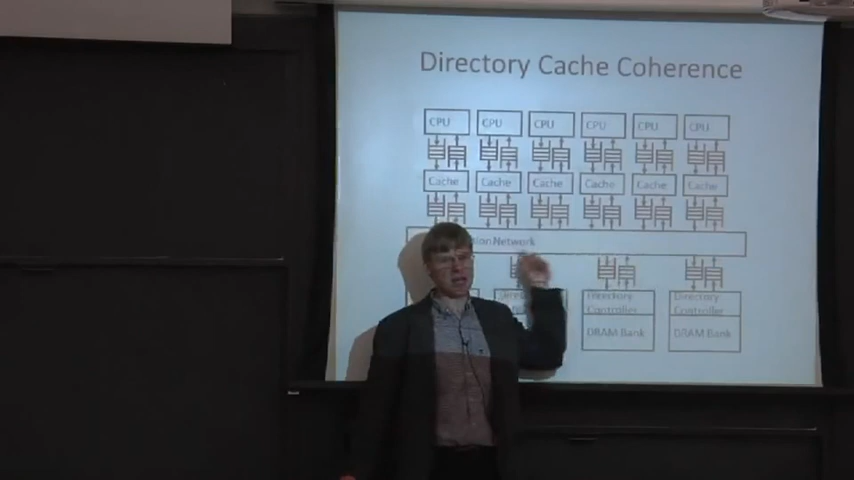 Directory Cache Coherence
CPU CPU CPU CPU CPU CPU
Cache Cache Cache Cache Cache Cache
Network
Directory Directory
Controller Controller
DRAM Bank DRAM Bank